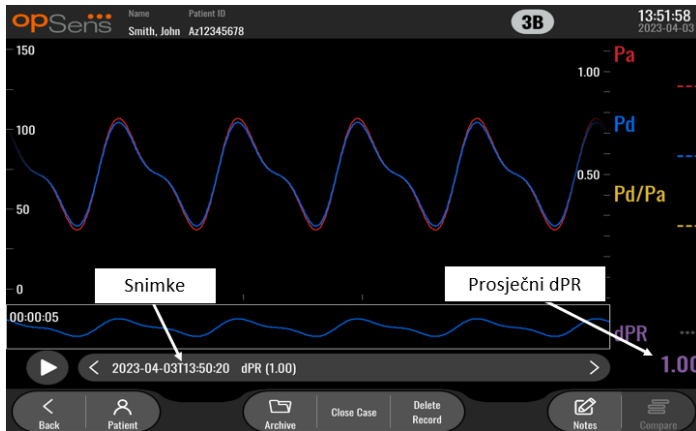 opSens
Name Patient ID
Smith, John Az12345678
3B
13:51:58
2023-04-03
150
100
50
0
1.00
0.50
Pa
---
Pd
---
Pd/Pa
---
Snimke
Prosječni dPR
00:00:05
dPR
1.00
2023-04-03T13:50:20 dPR (1.00)
Back
Patient
Archive
Close Case
Delete
Record
Notes
Compare